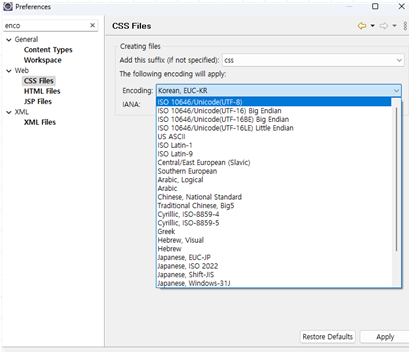 Preferences
enco
CSS Files
General
Content Types
Workspace
Web
CSS Files
HTML Files
JSP Files
XML
XML Files
Creating files
Add this suffix (if not specified):
css
The following encoding will apply:
Encoding:
Korean, EUC-KR
IANA:
ISO 10646/Unicode(UTF-8)
ISO 10646/Unicode(UTF-16) Big Endian
ISO 10646/Unicode(UTF-16BE) Big Endian
ISO 10646/Unicode(UTF-16LE) Little Endian
US ASCII
ISO Latin-1
ISO Latin-9
Central/East European (Slavic)
Southern European
Arabic, Logical
Arabic
Chinese, National Standard
Traditional Chinese, Big5
Cyrillic, ISO-8859-4
Cyrillic, ISO-8859-5
Greek
Hebrew, Visual
Hebrew
Japanese, EUC-JP
Japanese, ISO 2022
Japanese, Shift-JIS
Japanese, Windows-31J
Restore Defaults
Apply